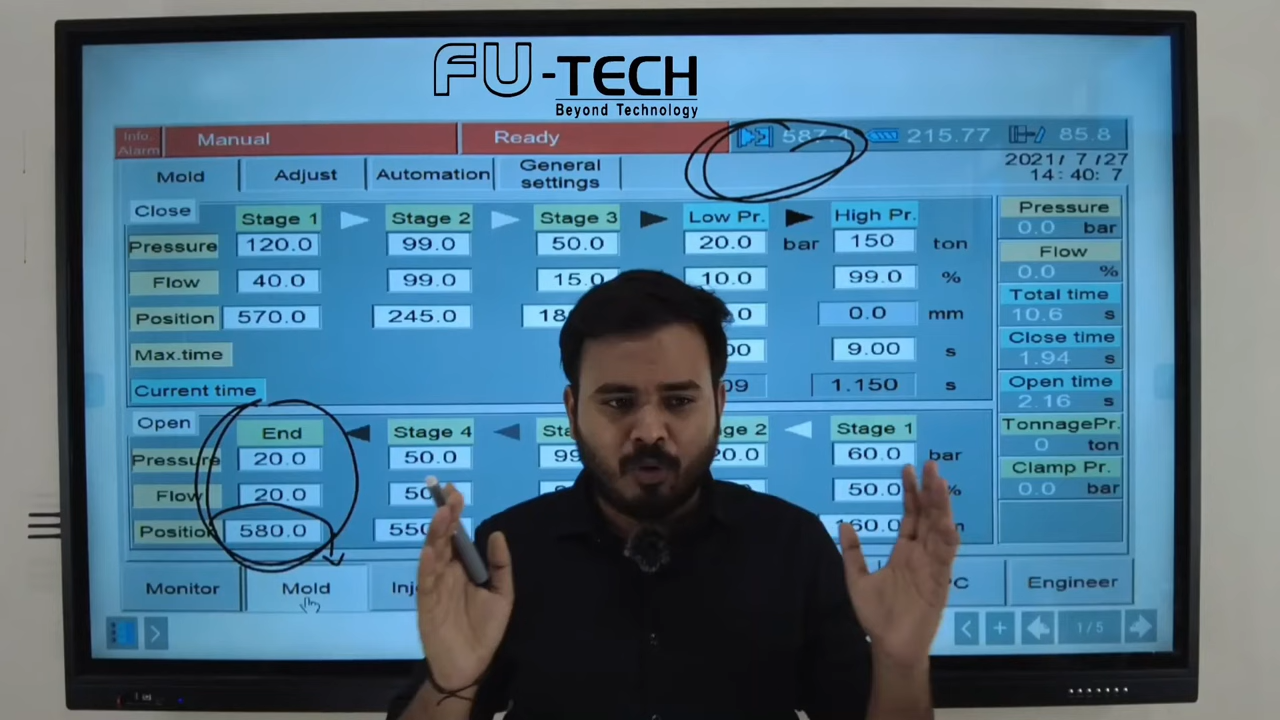 FU-TECH
Beyond Technology
Info. Alarm Manual Ready 587.4 215.77 85.8
2021/ 7/27
14: 40: 7
Mold Adjust Automation General settings
Close Stage 1 Stage 2 Stage 3 Low Pr. High Pr.
Pressure 120.0 99.0 50.0 20.0 bar 150 ton
Flow 40.0 99.0 15.0 10.0 99.0 %
Position 570.0 245.0 0.0 mm
Max.time 9.00 s
Current time 1.150 s
Open End Stage 4 Stage 1
Pressure 20.0 50.0 60.0 bar
Flow 20.0 50.0
Position 580.0 160.0
Pressure
0.0 bar
Flow
0.0 %
Total time
10.6 s
Close time
1.94 s
Open time
2.16 s
TonnagePr.
0 ton
Clamp Pr.
0.0 bar
Monitor Mold Engineer
1/5